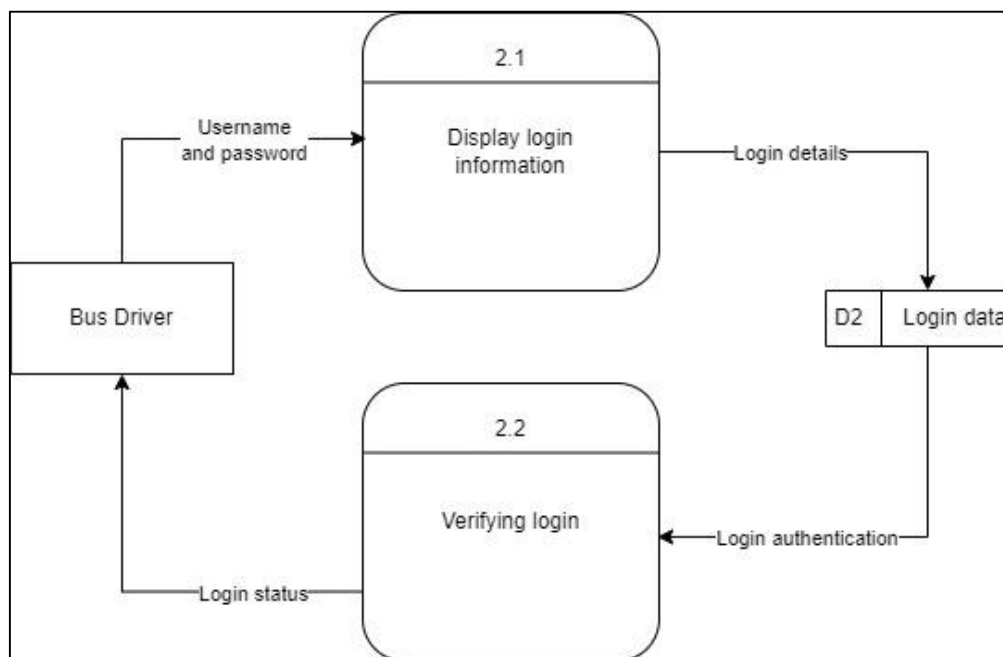 2.1
Display login
information
Username
and password
Login details
Bus Driver
D2
Login data
2.2
Verifying login
Login authentication
Login status